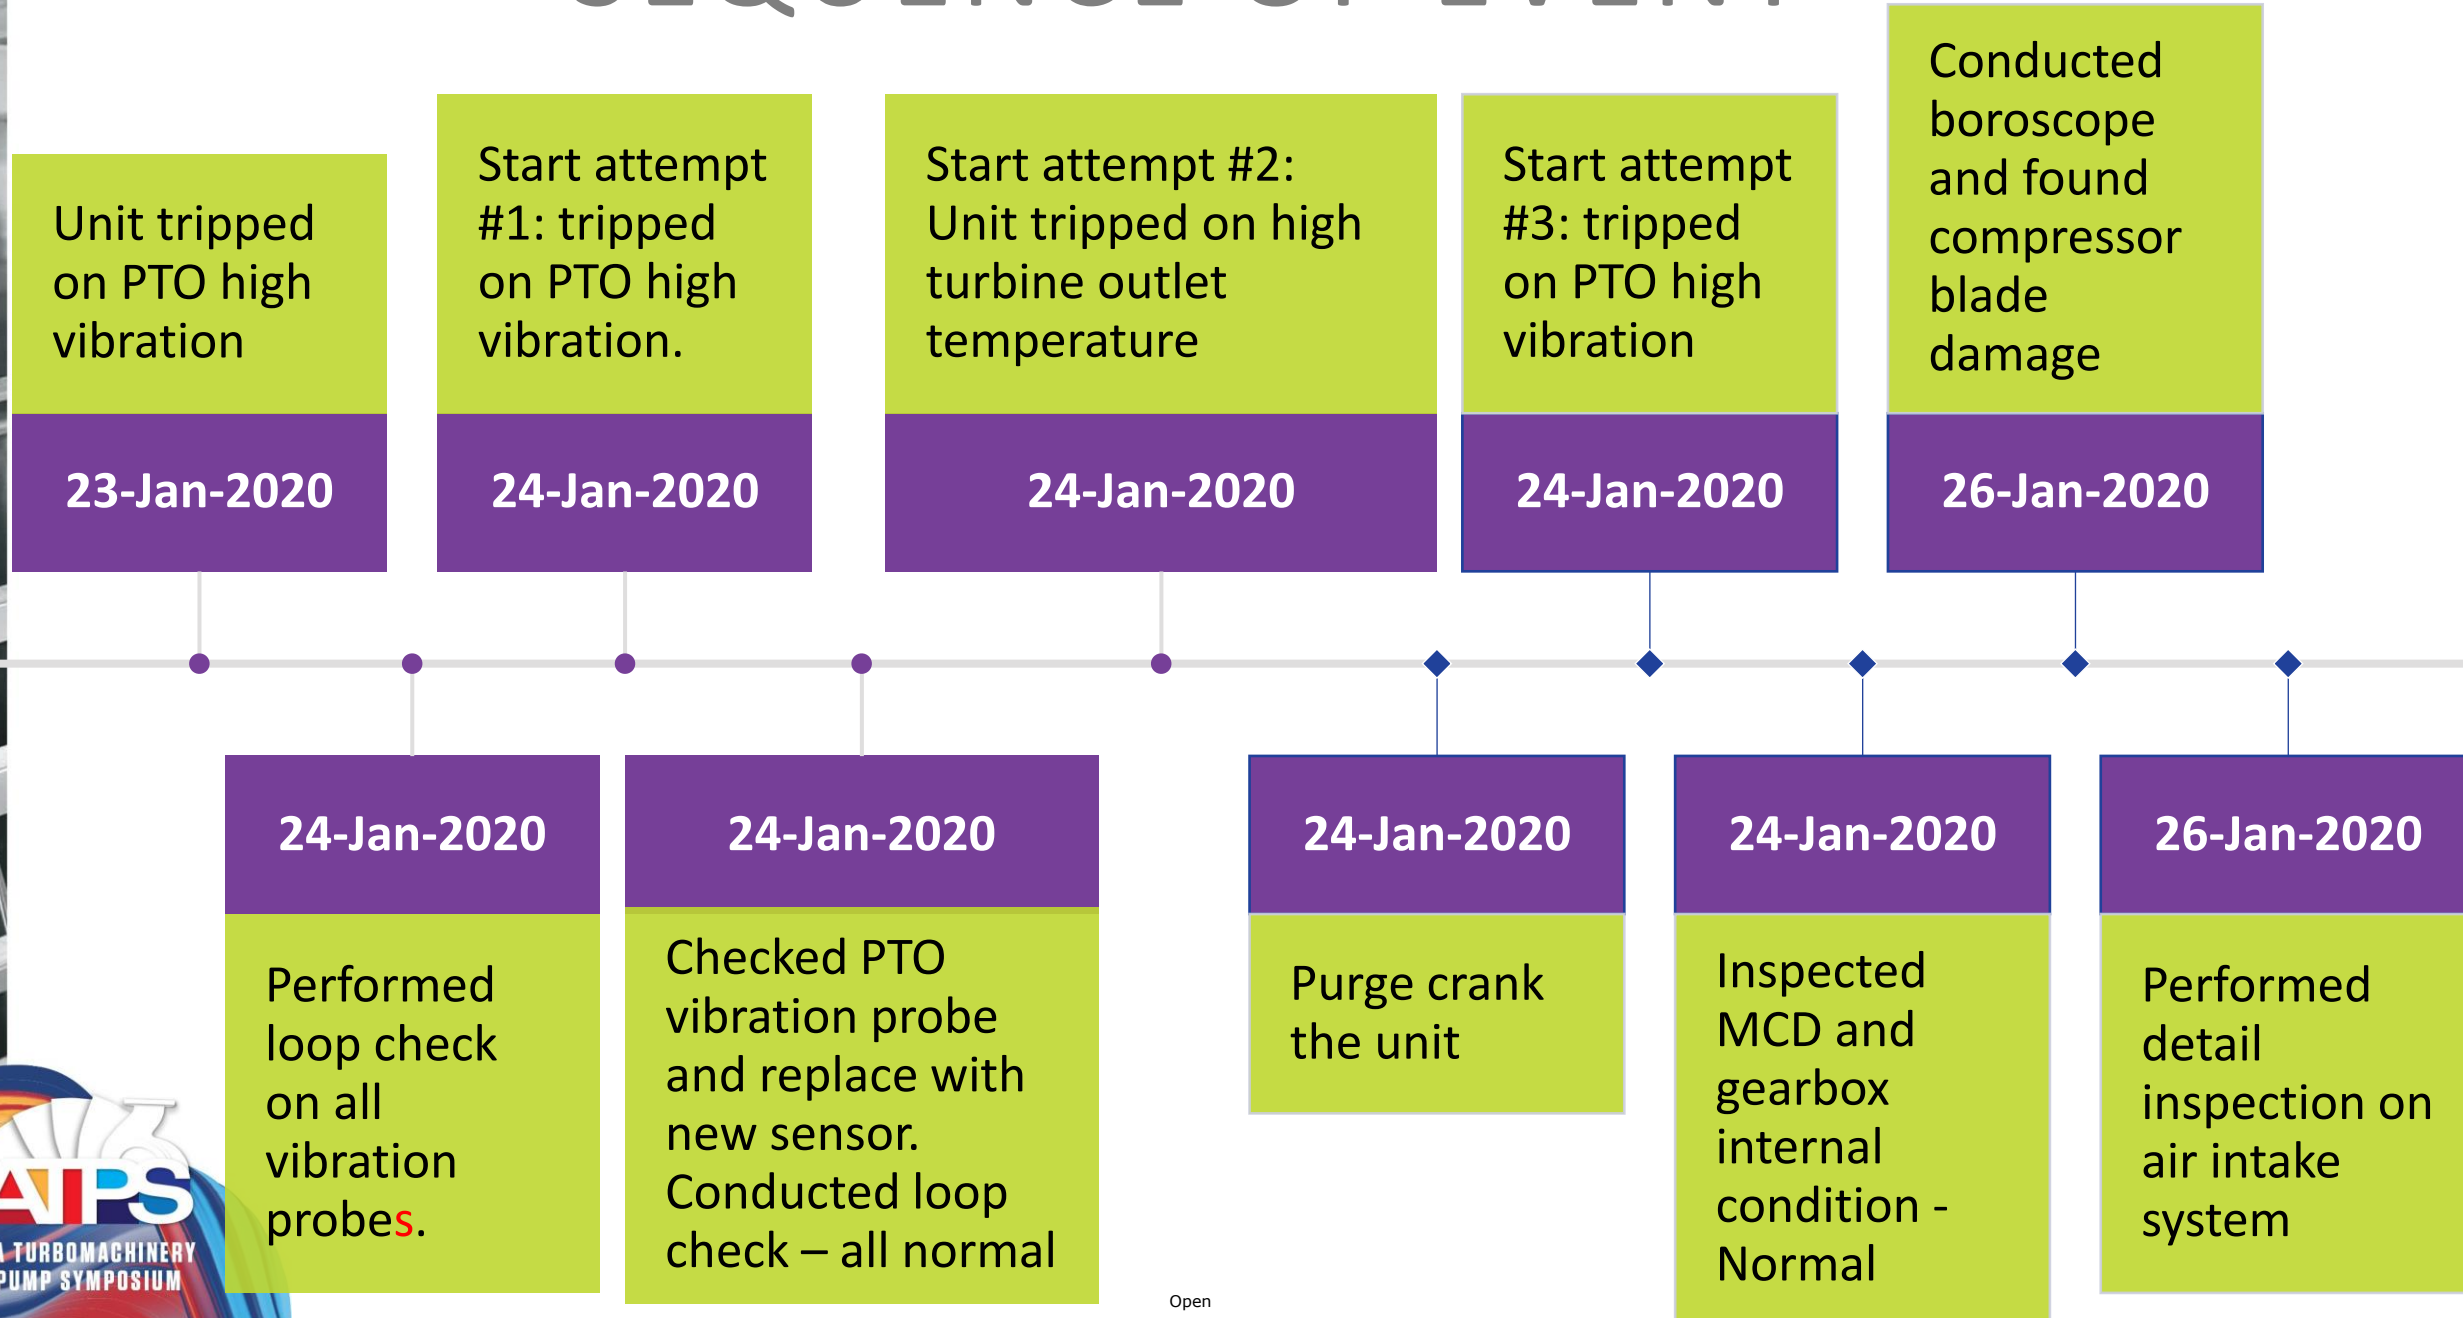 SEQUENCE OF EVENT
Unit tripped
on PTO high
vibration
23-Jan-2020
24-Jan-2020
Performed
loop check
on all
vibration
probes.
Start attempt
#1: tripped
on PTO high
vibration.
24-Jan-2020
24-Jan-2020
Checked PTO
vibration probe
and replace with
new sensor.
Conducted loop
check – all normal
Start attempt #2:
Unit tripped on high
turbine outlet
temperature
24-Jan-2020
24-Jan-2020
Purge crank
the unit
Start attempt
#3: tripped
on PTO high
vibration
24-Jan-2020
24-Jan-2020
Inspected
MCD and
gearbox
internal
condition -
Normal
Conducted
boroscope
and found
compressor
blade
damage
26-Jan-2020
26-Jan-2020
Performed
detail
inspection on
air intake
system
ATPS
A TURBOMACHINERY
PUMP SYMPOSIUM
Open